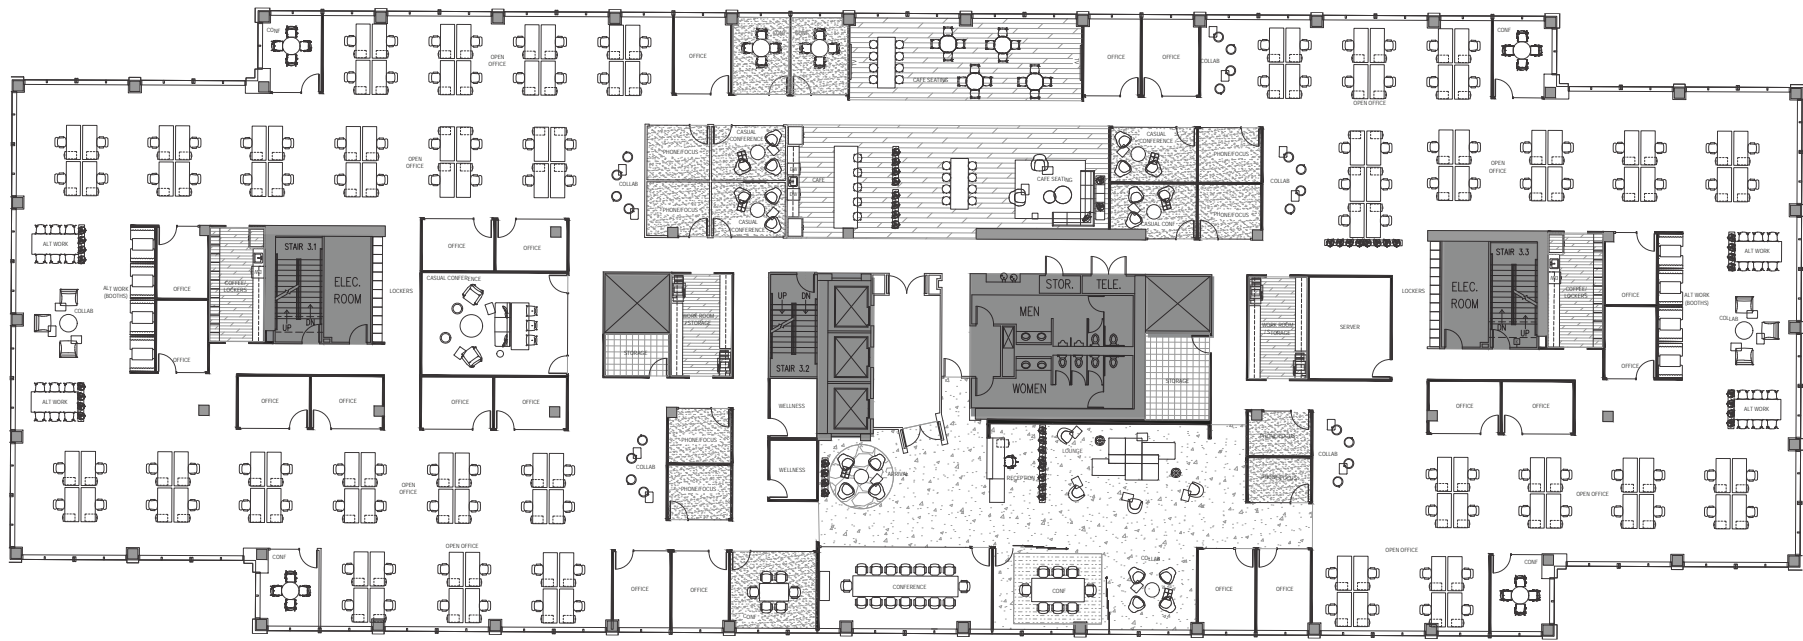 CONF
OPEN
OFFICE
OFFICE
CONF
CAFE SEATING
OFFICE
OFFICE
COLLAB
OPEN OFFICE
CONF
OPEN
OFFICE
COLLAB
PHONE/FOCUS
CASUAL
CONFERENCE
CAFE
CAFE SEATING
CASUAL
CONFERENCE
PHONE/FOCUS
COLLAB
OPEN
OFFICE
PHONE/FOCUS
CASUAL
CONFERENCE
CASUAL CONF
PHONE/FOCUS
ALT WORK
STAIR 3.1
ELEC.
ROOM
UP
DN
OFFICE
OFFICE
COFFEE/
LOCKERS
ALT WORK
(BOOTHS)
COLLAB
OFFICE
LOCKERS
OFFICE
OFFICE
CASUAL CONFERENCE
WORK ROOM
/STORAGE
STORAGE
UP
DN
STAIR 3.2
STOR.
TELE.
MEN
WOMEN
STORAGE
WORK ROOM
/STORAGE
SERVER
LOCKERS
ELEC.
ROOM
STAIR 3.3
DN
UP
COFFEE/
LOCKERS
OFFICE
OFFICE
ALT WORK
ALT WORK
(BOOTHS)
COLLAB
ALT WORK
OFFICE
OFFICE
OFFICE
OFFICE
WELLNESS
WELLNESS
OFFICE
OFFICE
ALT WORK
COLLAB
PHONE/FOCUS
PHONE/FOCUS
ARRIVAL
RECEPTION
LOUNGE
PHONE/FOCUS
PHONE/FOCUS
COLLAB
OPEN
OFFICE
OPEN OFFICE
CONF
OPEN OFFICE
OFFICE
OFFICE
CONF
CONFERENCE
CONF
COLLAB
OFFICE
OFFICE
OPEN OFFICE
CONF